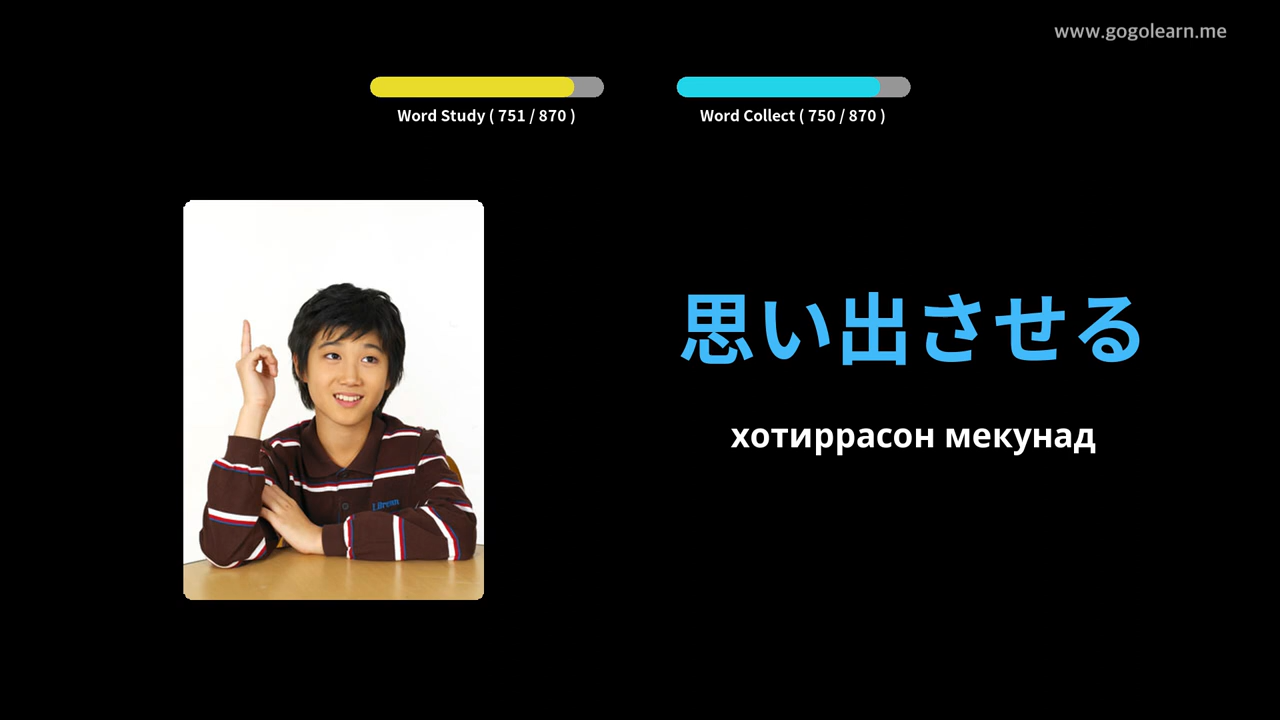 www.gogolearn.me
Word Study ( 751 / 870 )
Word Collect ( 750 / 870 )
思い出させる
хотиррасон мекунад